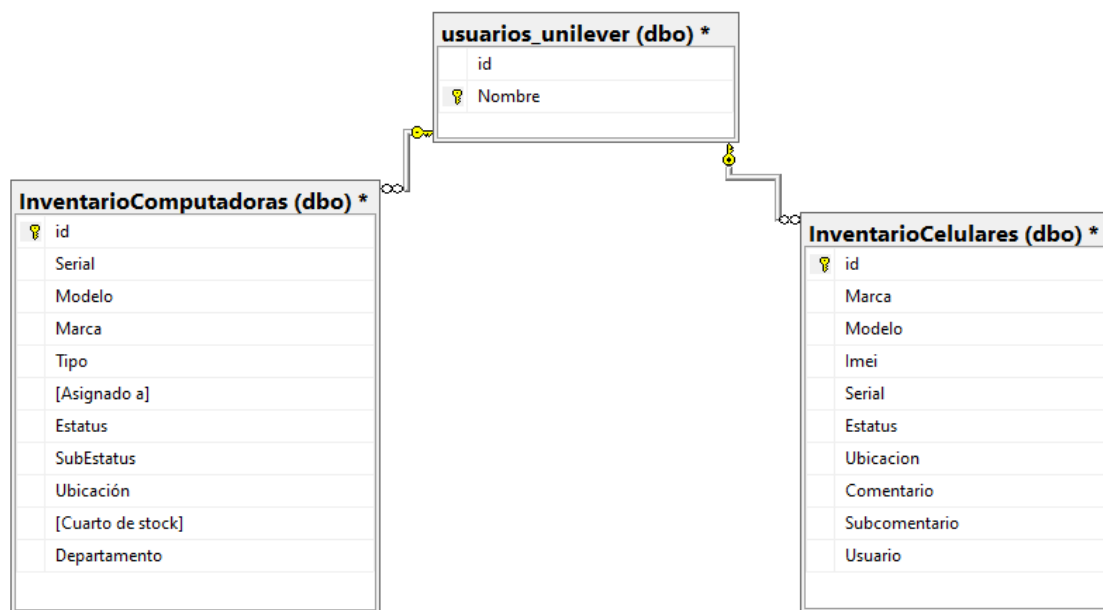 usuarios_unilever (dbo) *
id
Nombre
InventarioComputadoras (dbo) *
id
Serial
Modelo
Marca
Tipo
[Asignado a]
Estatus
SubEstatus
Ubicación
[Cuarto de stock]
Departamento
InventarioCelulares (dbo) *
id
Marca
Modelo
Imei
Serial
Estatus
Ubicacion
Comentario
Subcomentario
Usuario